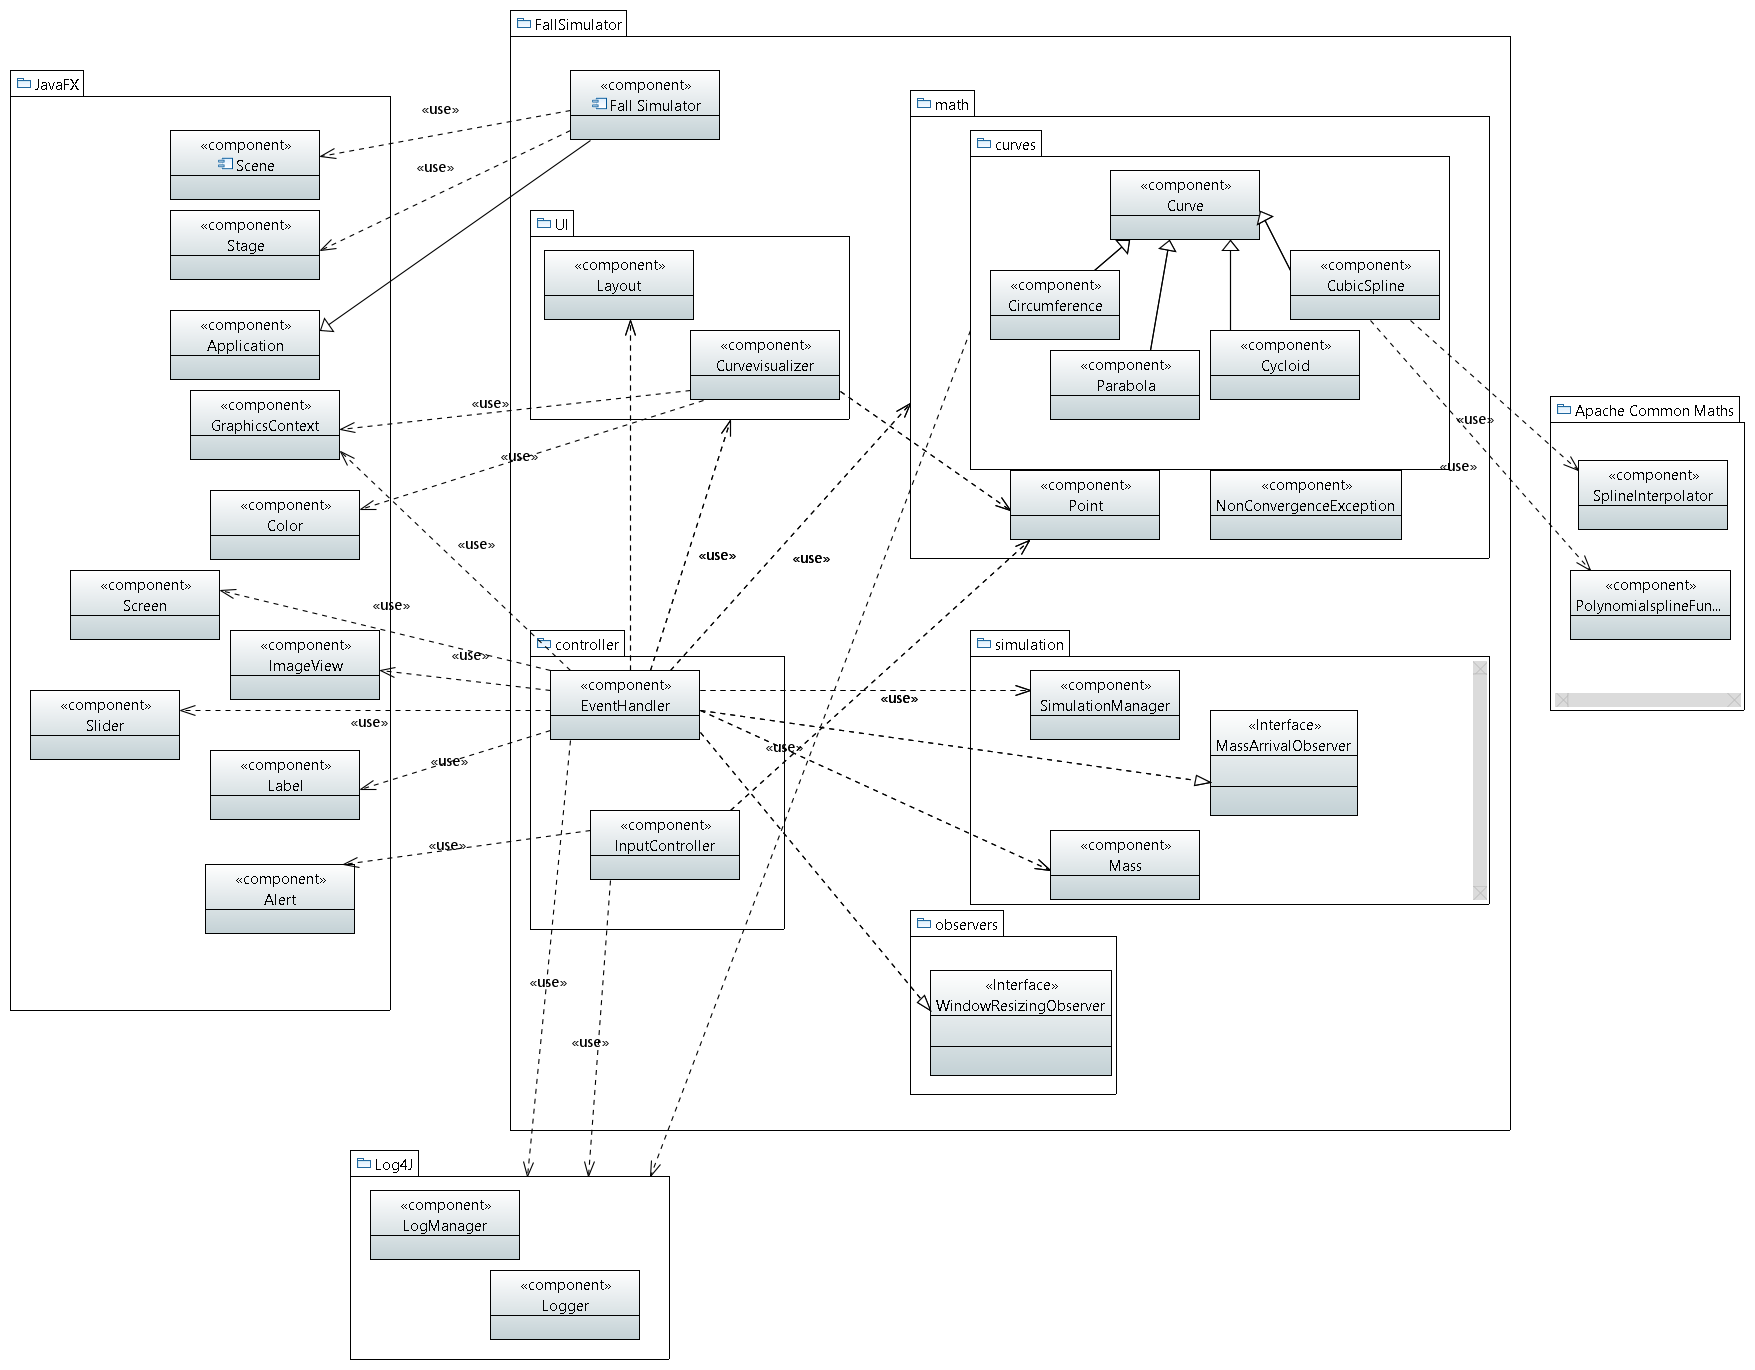 FallSimulator
JavaFX
«component»
Fall Simulator
«use»
«use»
«component»
Scene
«component»
Stage
«component»
Application
«component»
GraphicsContext
«component»
Color
«component»
Screen
«component»
ImageView
«component»
Slider
«component»
Label
«component»
Alert
UI
«component»
Layout
«component»
Curvevisualizer
«use»
«use»
«use»
«use»
«use»
«use»
«use»
«use»
«use»
«use»
math
curves
«component»
Curve
«component»
Circumference
«component»
Parabola
«component»
Cycloid
«component»
CubicSpline
«component»
Point
«component»
NonConvergenceException
«use»
«use»
Apache Common Maths
«component»
SplineInterpolator
«component»
PolynomialsplineFun...
controller
«component»
EventHandler
«component»
InputController
«use»
«use»
simulation
«component»
SimulationManager
«Interface»
MassArrivalObserver
«component»
Mass
observers
«Interface»
WindowResizingObserver
«use»
«use»
Log4J
«component»
LogManager
«component»
Logger